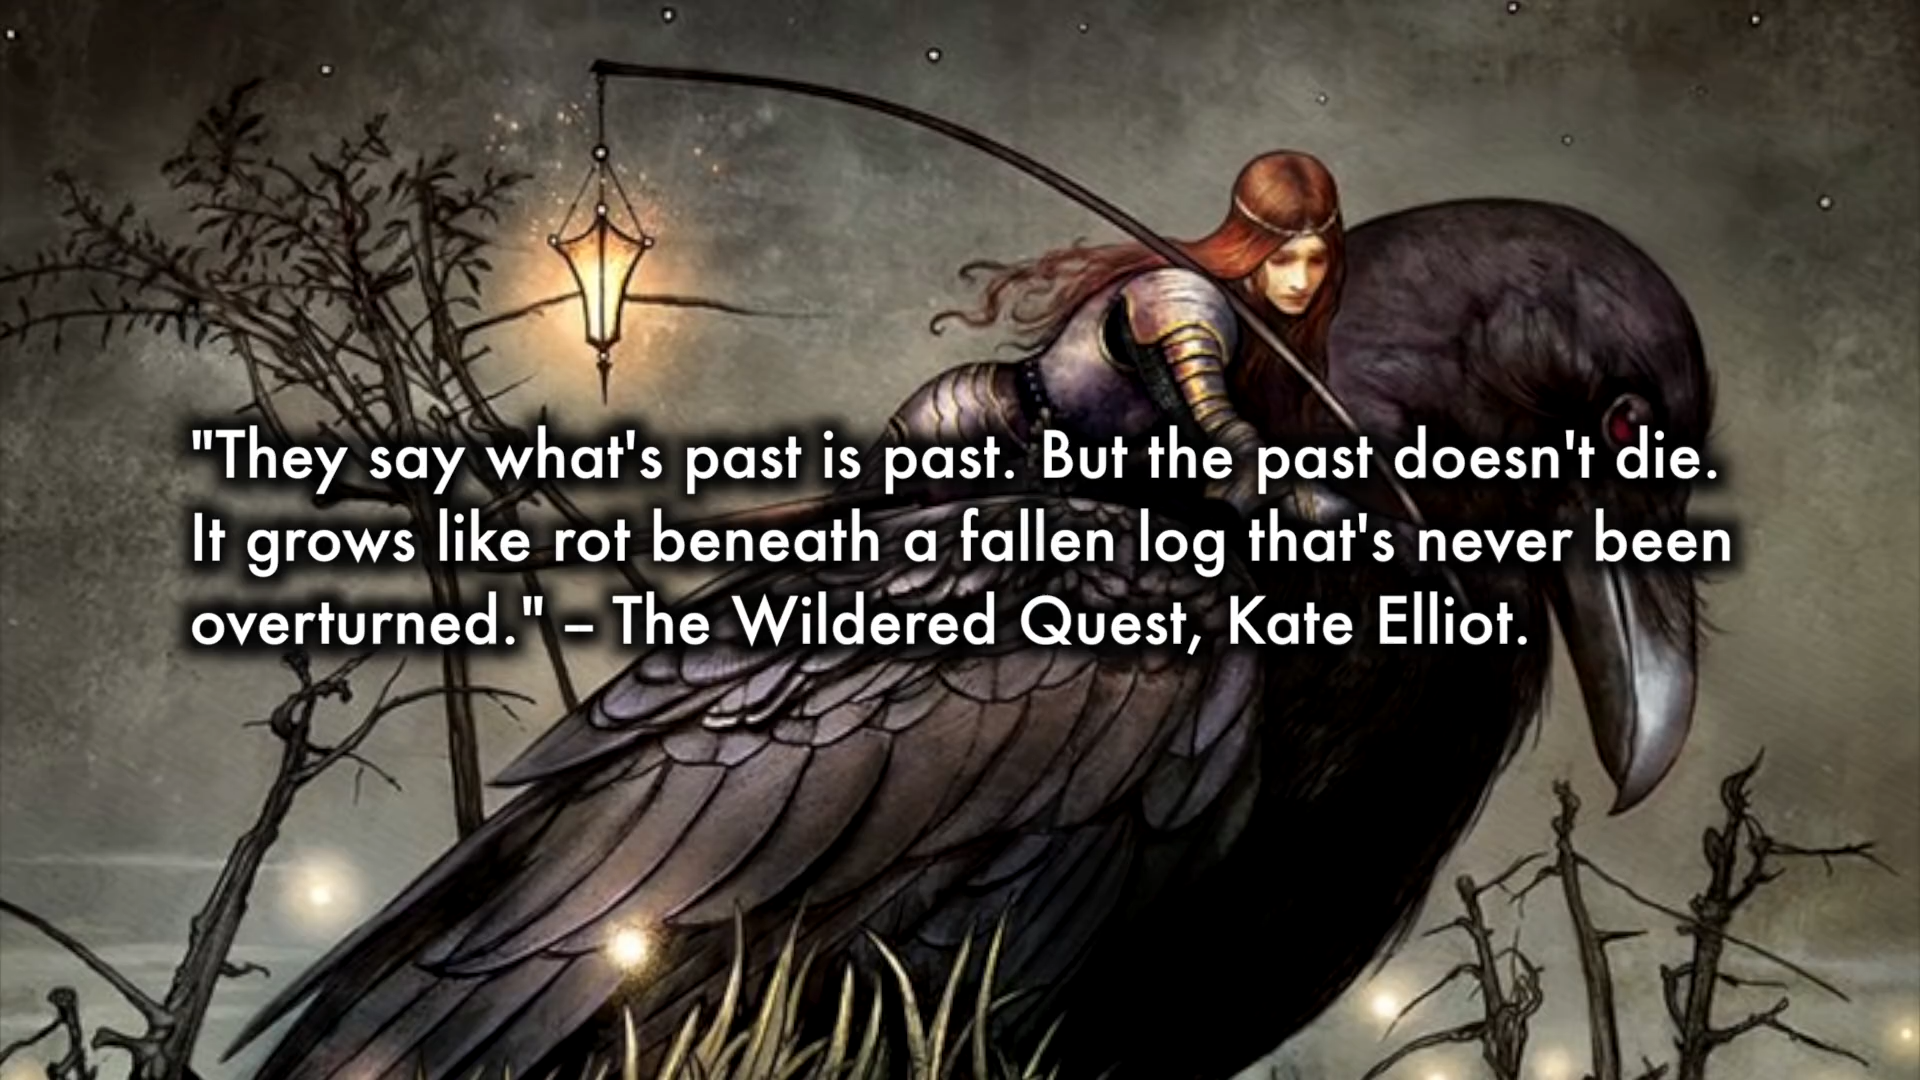 "They say what's past is past. But the past doesn't die.
It grows like rot beneath a fallen log that's never been
overturned." – The Wildered Quest, Kate Elliot.